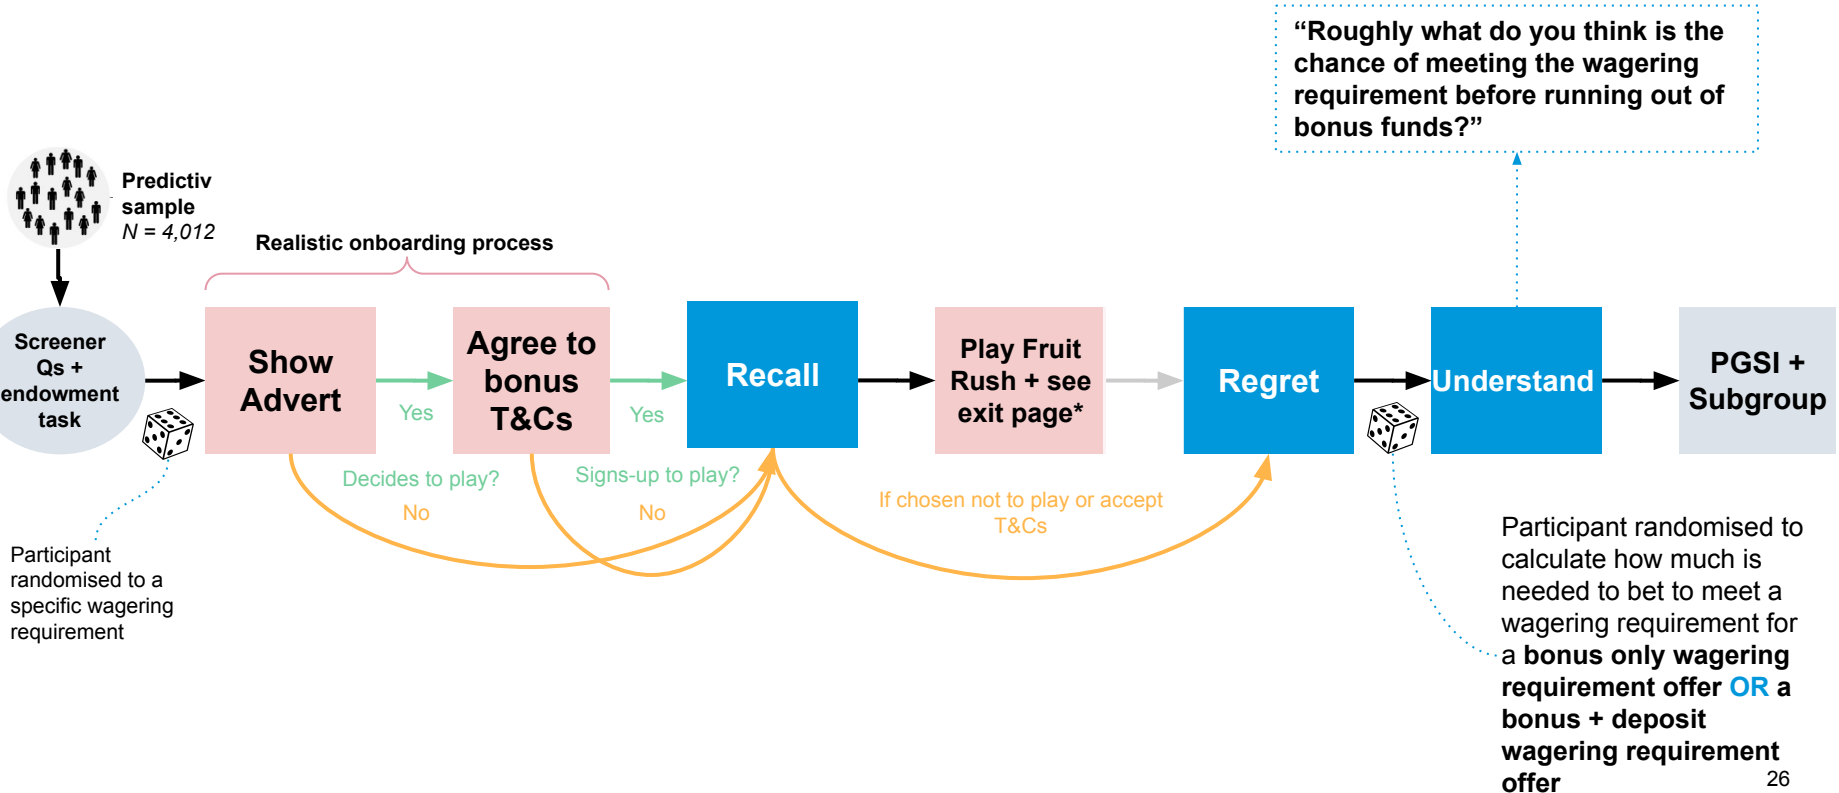 “Roughly what do you think is the
chance of meeting the wagering
requirement before running out of
bonus funds?”
Predictiv
sample
N = 4,012
Realistic onboarding process
Screener
Qs +
endowment
task
Show
Advert
Yes
Agree to
bonus
T&Cs
Yes
Recall
Play Fruit
Rush + see
exit page*
Regret
Understand
PGSI +
Subgroup
Decides to play?
No
Signs-up to play?
No
If chosen not to play or accept
T&Cs
Participant
randomised to a
specific wagering
requirement
Participant randomised to
calculate how much is
needed to bet to meet a
wagering requirement for
a bonus only wagering
requirement offer OR a
bonus + deposit
wagering requirement
offer
26